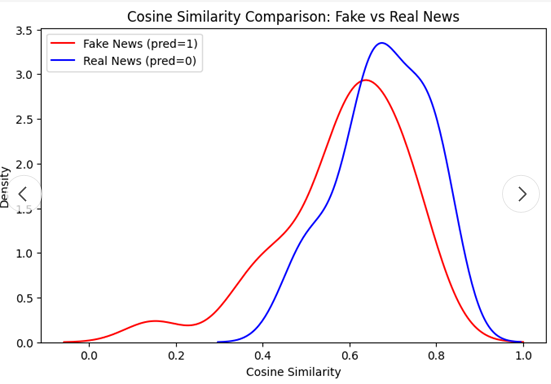 Cosine Similarity Comparison: Fake vs Real News
3.5
3.0
2.5
2.0
1.5
1.0
0.5
0.0
Density
Fake News (pred=1)
Real News (pred=0)
0.0 0.2 0.4 0.6 0.8 1.0
Cosine Similarity